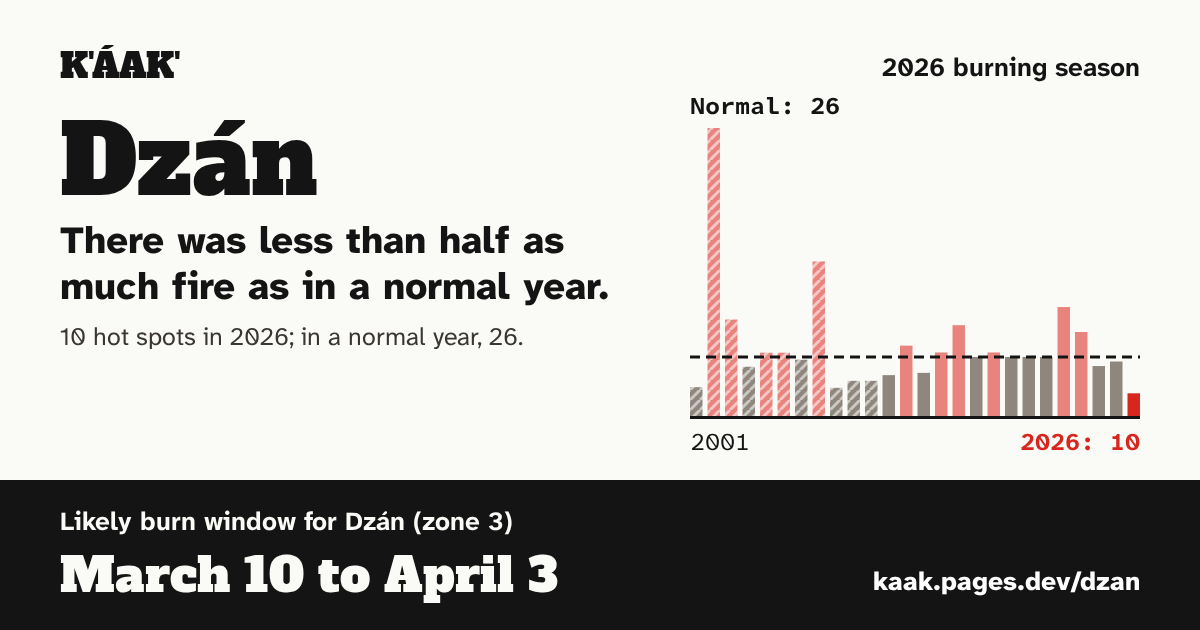 K'ÁAK'
2026 burning season
Dzán
There was less than half as
much fire as in a normal year.
10 hot spots in 2026; in a normal year, 26.
Normal: 26
2001
2026: 10
Likely burn window for Dzán (zone 3)
March 10 to April 3
kaak.pages.dev/dzan